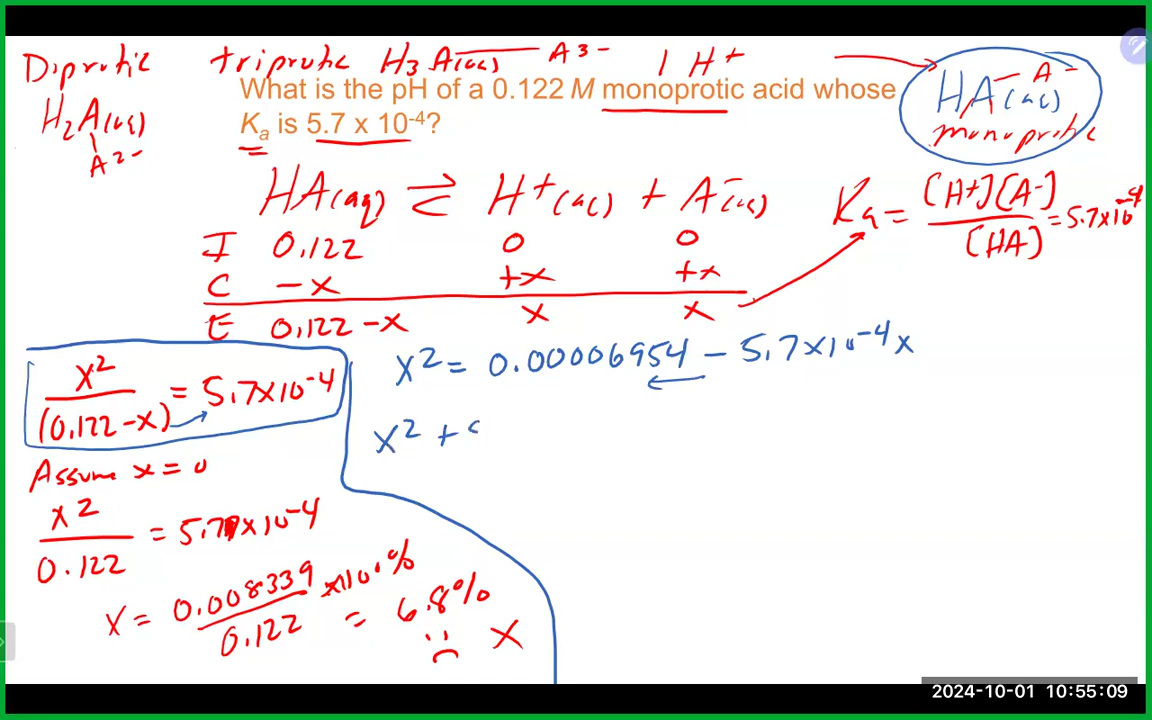 Diprotic triprotic H3A(aq) A3- 1 H+
HA(aq) A-
monoprotic
H2A(aq)
A2-
What is the pH of a 0.122 M monoprotic acid whose
Ka is 5.7 x 10-4?
HA(aq) ⇌ H+(aq) + A-(aq)
Ka = [H+][A-] / [HA] = 5.7x10-4
I 0.122 0 0
C -x +x +x
E 0.122-x x x
x2 / (0.122-x) = 5.7x10-4
x2 = 0.00006954 - 5.7x10-4x
x2 +
Assume x = 0
x2 / 0.122 = 5.7x10-4
x = 0.008339 / 0.122 x100% = 6.8% X
2024-10-01 10:55:09